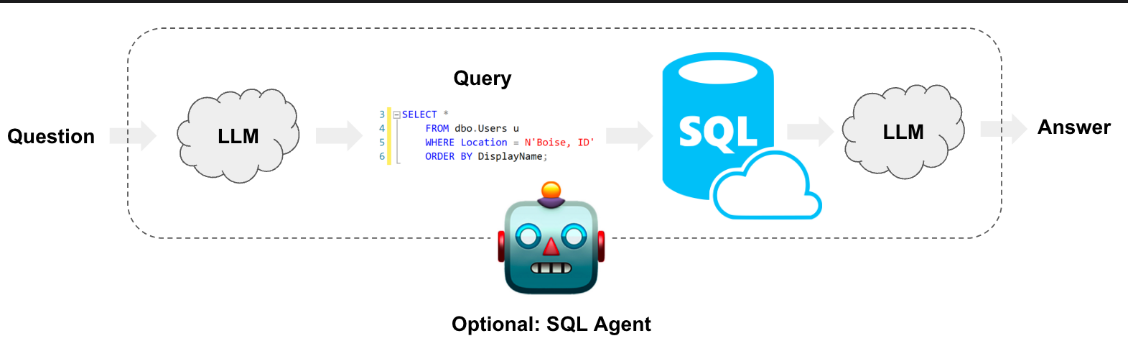 Question
LLM
Query
3 SELECT *
4 FROM dbo.Users u
5 WHERE Location = N'Boise, ID'
6 ORDER BY DisplayName;
SQL
LLM
Answer
Optional: SQL Agent